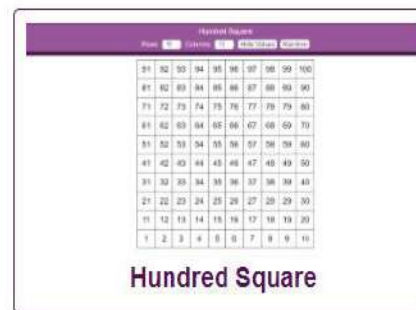 Hundred Square
Rows 10 Columns 10 Hide Values
91 92 93 94 95 96 97 98 99 100
81 82 83 84 85 86 87 88 89 90
71 72 73 74 75 76 77 78 79 80
61 62 63 64 65 66 67 68 69 70
51 52 53 54 55 56 57 58 59 60
41 42 43 44 45 46 47 48 49 50
31 32 33 34 35 36 37 38 39 40
21 22 23 24 25 26 27 28 29 30
11 12 13 14 15 16 17 18 19 20
1 2 3 4 5 6 7 8 9 10
Hundred Square